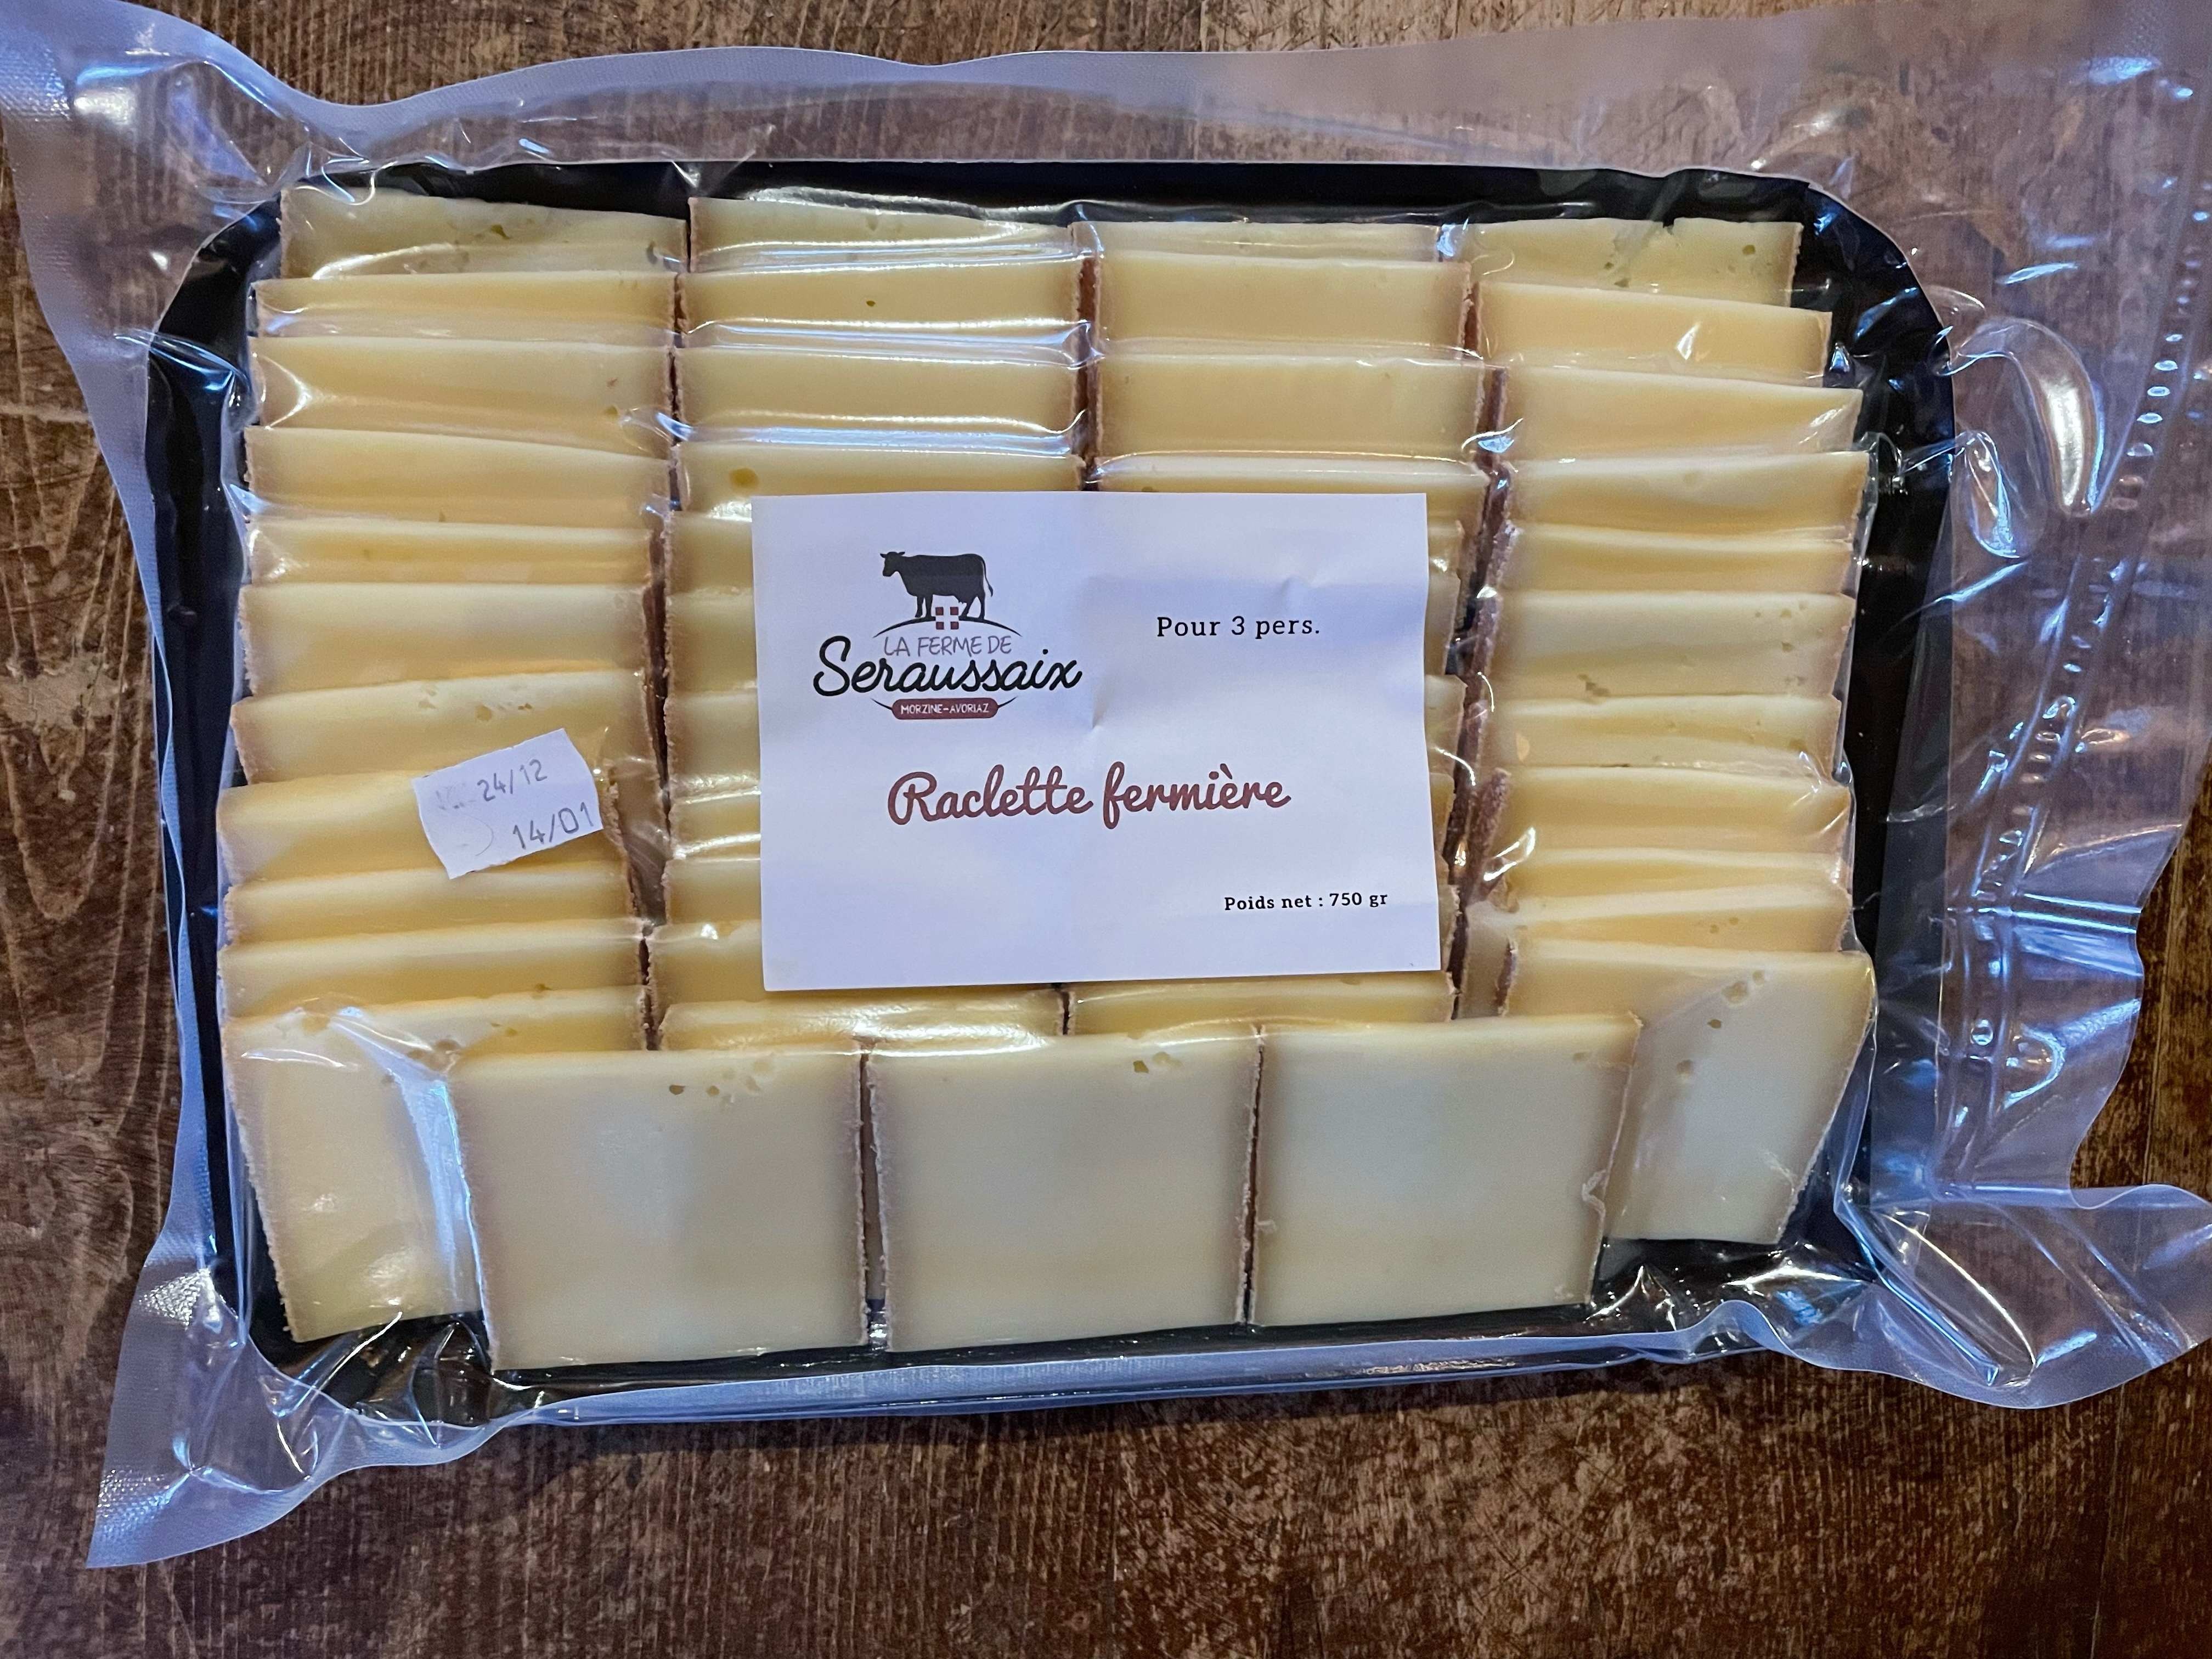 LA FERME DE
Seraussaix
MORZINE-AVORIAZ
Pour 3 pers.
Raclette fermière
Poids net : 750 gr
24/12
14/01